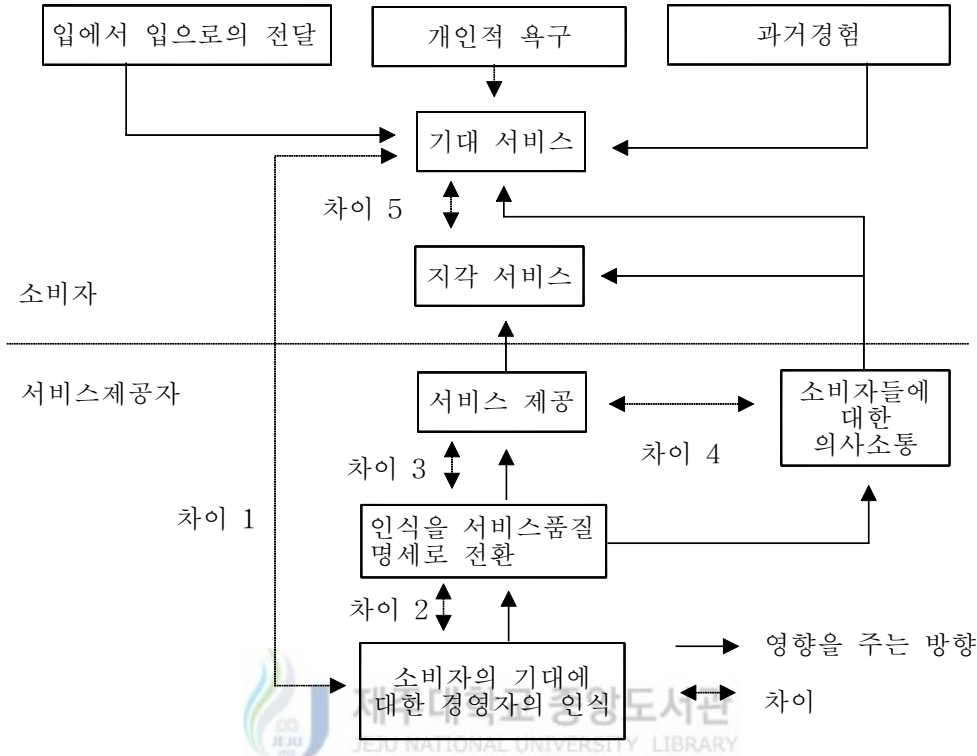 입에서 입으로의 전달
개인적 욕구
과거경험
기대 서비스
차이 5
지각 서비스
소비자
서비스제공자
서비스 제공
소비자들에
대한
의사소통
차이 3
차이 4
차이 1
인식을 서비스품질
명세로 전환
차이 2
소비자의 기대에
대한 경영자의 인식
영향을 주는 방향
차이
제주대학교 중앙도서관
JEJU NATIONAL UNIVERSITY LIBRARY
JEJU